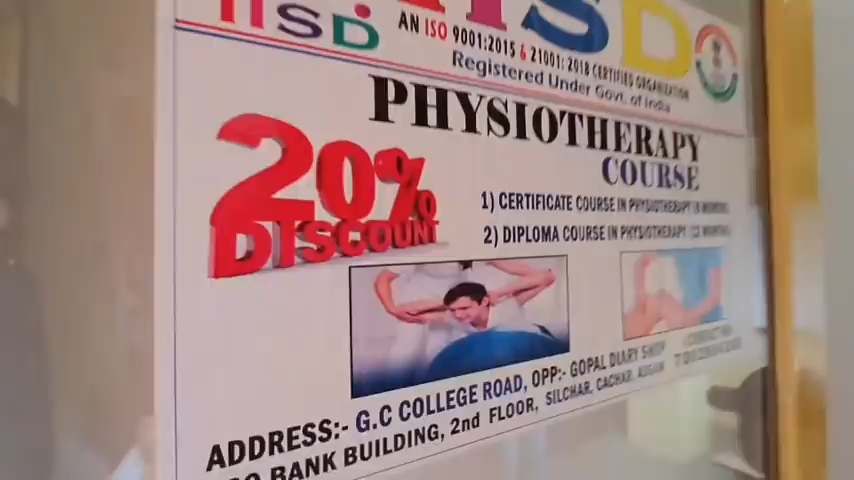 IISD
AN ISO 9001:2015 & 21001: 2018 CERTIFIED ORGANIZATION
Registered Under Govt. of India
PHYSIOTHERAPY
COURSE
20%
DISCOUNT
1) CERTIFICATE COURSE IN PHYSIOTHERAPY
2) DIPLOMA COURSE IN PHYSIOTHERAPY
ADDRESS:- G.C COLLEGE ROAD, OPP:- GOPAL DIARY SHOP
BANK BUILDING, 2nd FLOOR, SILCHAR, CACHAR, ASSAM